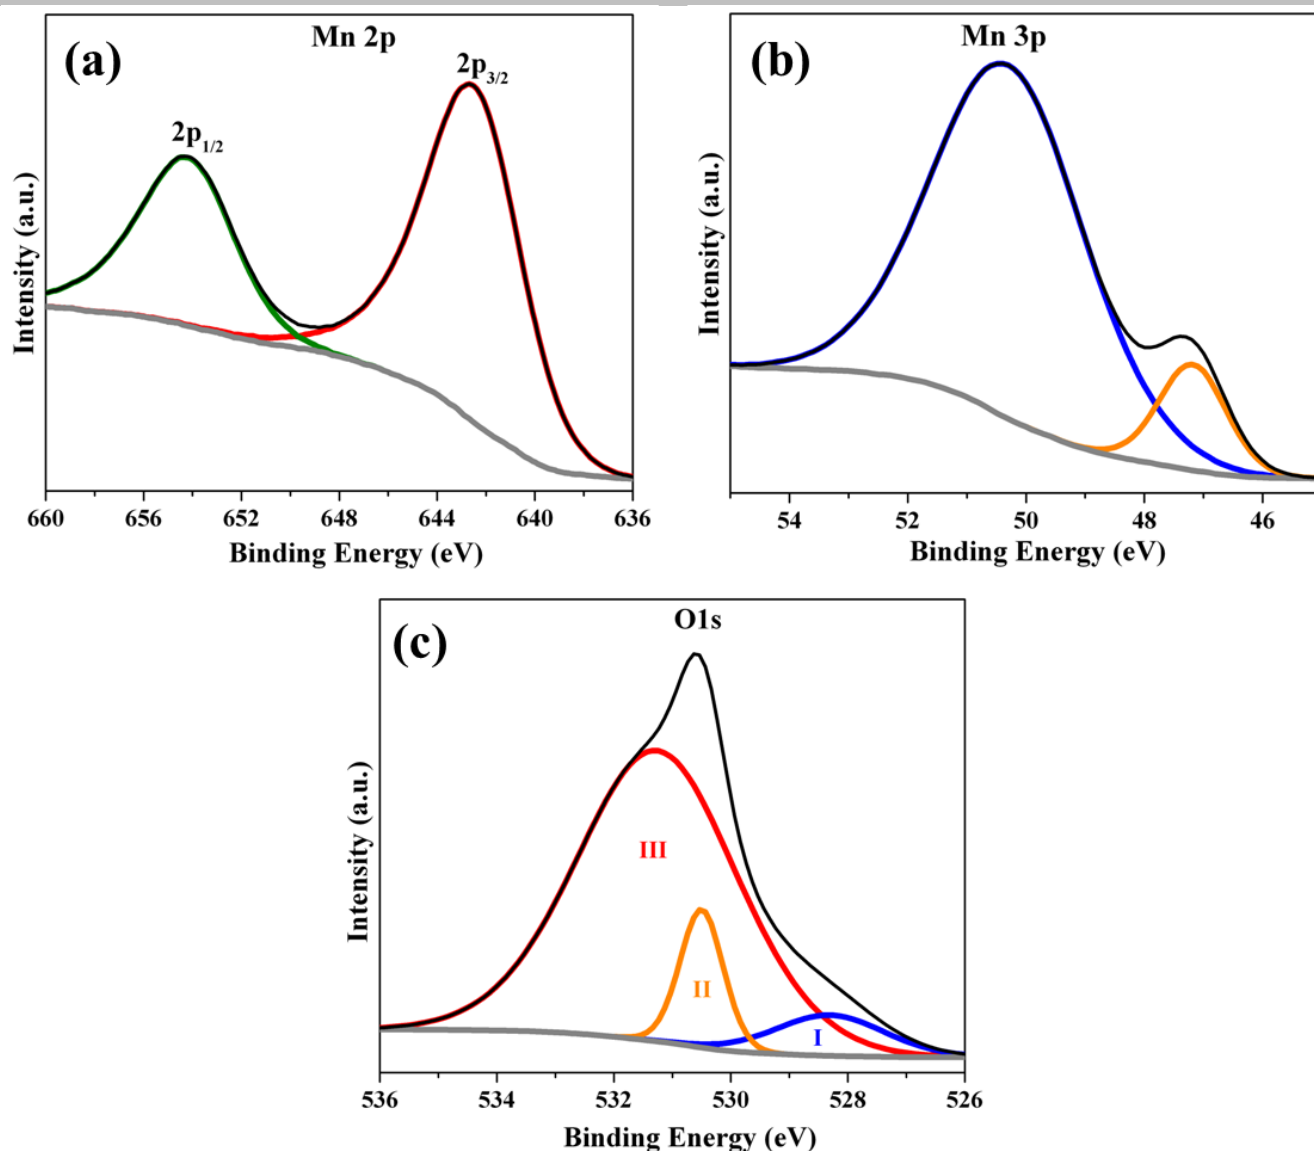 (a)
Mn 2p
2p3/2
2p1/2
Intensity (a.u.)
660 656 652 648 644 640 636
Binding Energy (eV)
(b)
Mn 3p
Intensity (a.u.)
54 52 50 48 46
Binding Energy (eV)
(c)
O1s
III
II
I
Intensity (a.u.)
536 534 532 530 528 526
Binding Energy (eV)